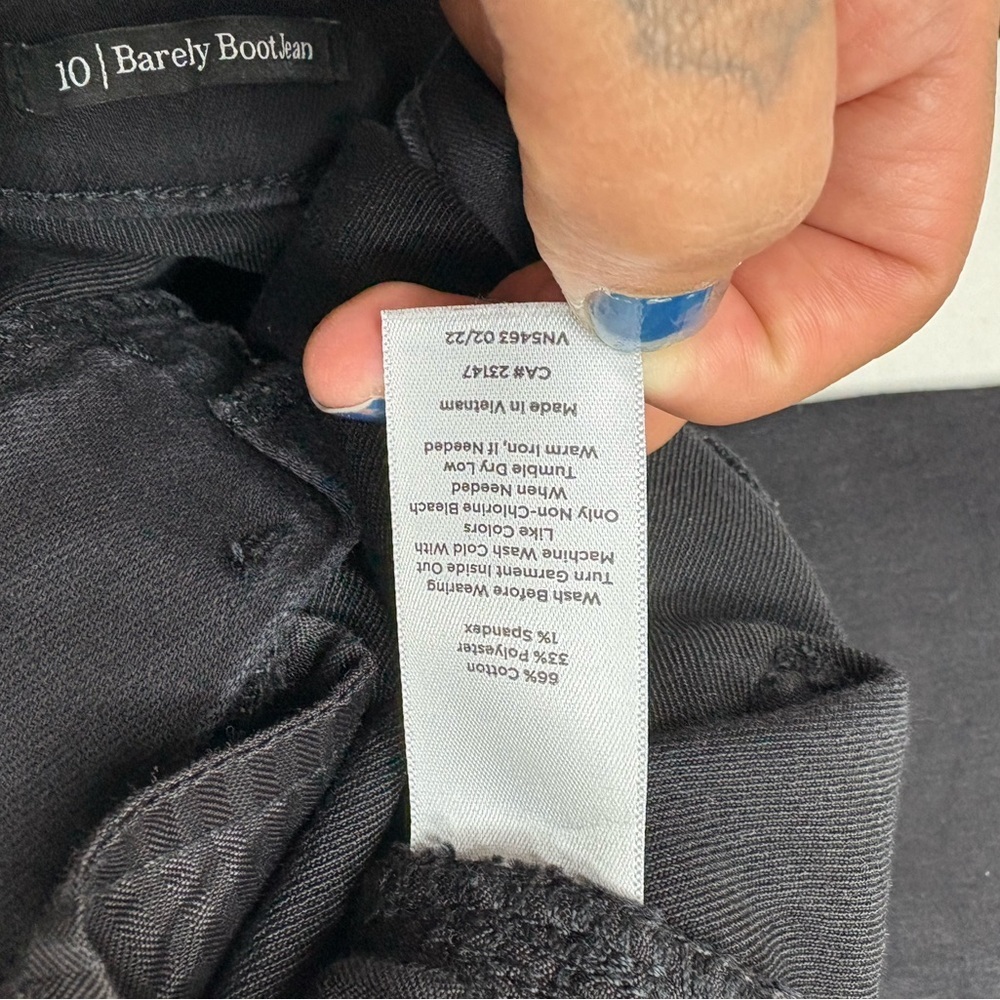 10 | Barely BootJean
66% Cotton
33% Polyester
1% Spandex
Wash Before Wearing
Turn Garment Inside Out
Machine Wash Cold With
Like Colors
Only Non-Chlorine Bleach
When Needed
Tumble Dry Low
Warm Iron, If Needed
Made in Vietnam
CA# 23147
VN5463 02/22